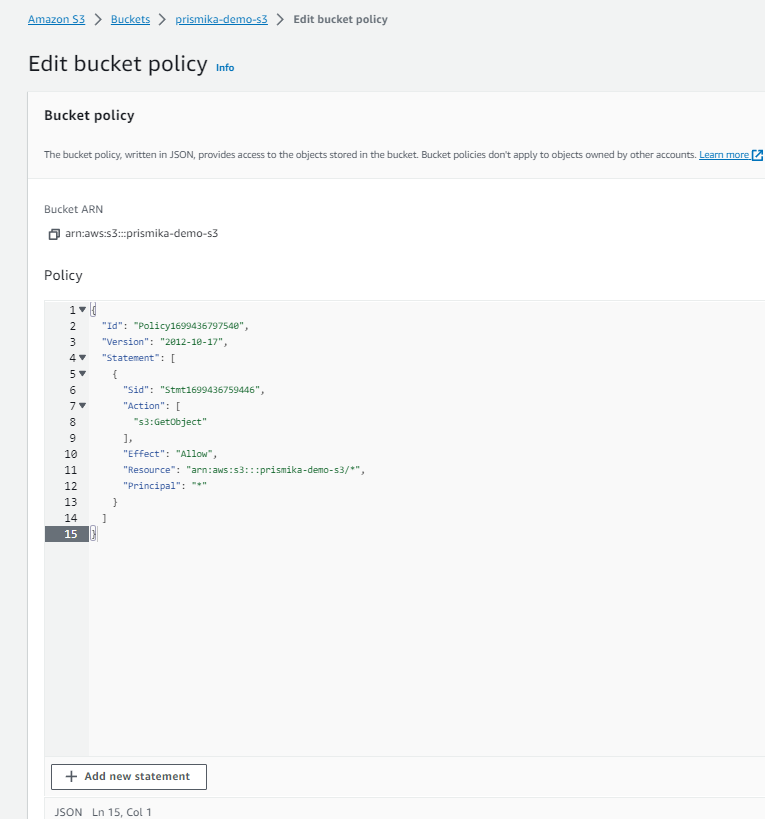 Amazon S3 > Buckets > prismika-demo-s3 > Edit bucket policy
Edit bucket policy Info
Bucket policy
The bucket policy, written in JSON, provides access to the objects stored in the bucket. Bucket policies don't apply to objects owned by other accounts. Learn more
Bucket ARN
arn:aws:s3:::prismika-demo-s3
Policy
1 {
2 "Id": "Policy1699436797540",
3 "Version": "2012-10-17",
4 "Statement": [
5 {
6 "Sid": "Stmt1699436759446",
7 "Action": [
8 "s3:GetObject"
9 ],
10 "Effect": "Allow",
11 "Resource": "arn:aws:s3:::prismika-demo-s3/*",
12 "Principal": "*"
13 }
14 ]
15 }
+ Add new statement
JSON Ln 15, Col 1